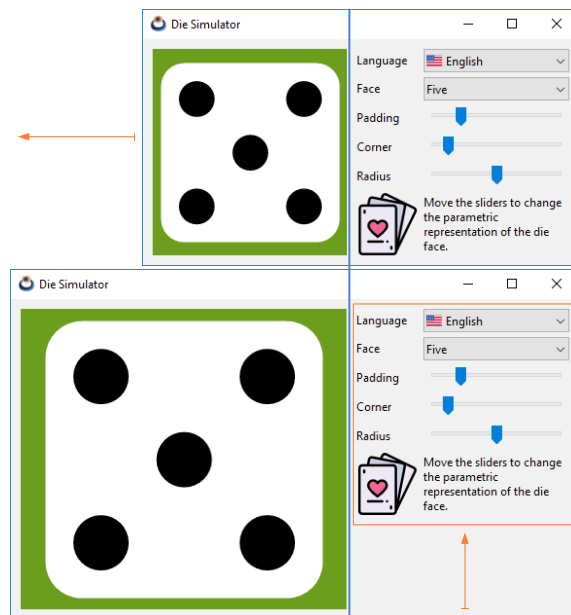 Die Simulator
Language English
Face Five
Padding
Corner
Radius
Move the sliders to change
the parametric
representation of the die
face.
Die Simulator
Language English
Face Five
Padding
Corner
Radius
Move the sliders to change
the parametric
representation of the die
face.